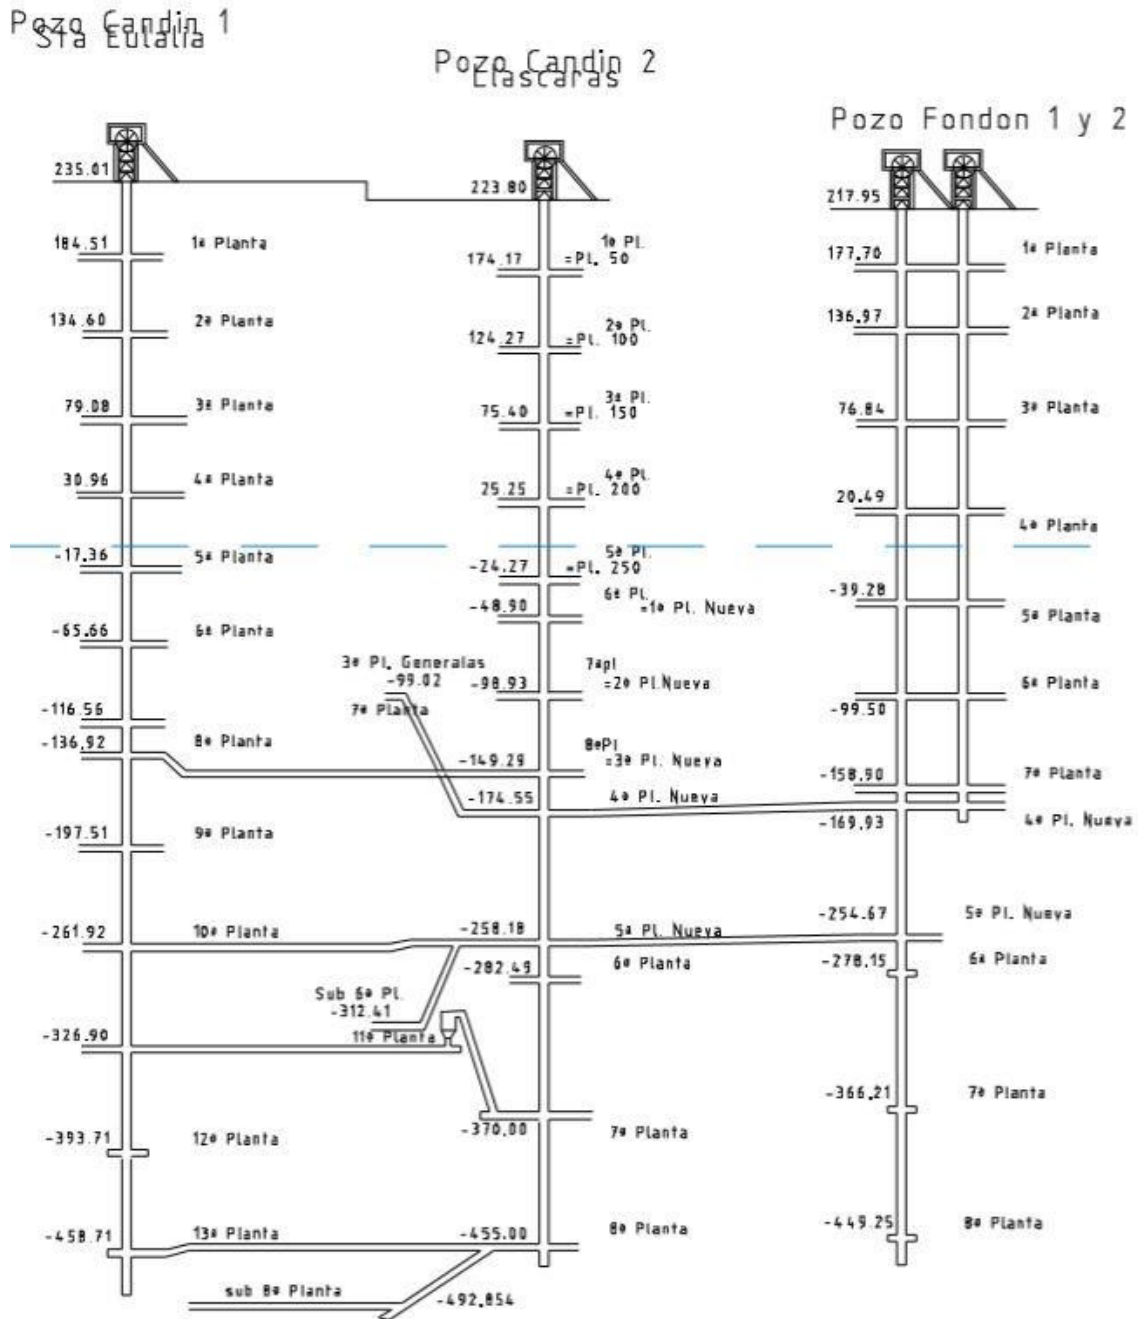 Pozo Candin 1
Sta Eulalia
Pozo Candin 2
Llascaras
Pozo Fondon 1 y 2
235.01
184.51
1ª Planta
134.60
2ª Planta
79.08
3ª Planta
30.96
4ª Planta
-17.36
5ª Planta
-65.66
6ª Planta
-116.56
7ª Planta
-136.92
8ª Planta
-197.51
9ª Planta
-261.92
10ª Planta
-326.90
11ª Planta
-393.71
12ª Planta
-458.71
13ª Planta
sub 8ª Planta
-492.854
223.80
174.17
1ª Pl.
=Pl. 50
124.27
2ª Pl.
=Pl. 100
75.40
3ª Pl.
=Pl. 150
25.25
4ª Pl.
=Pl. 200
-24.27
5ª Pl.
=Pl. 250
-48.90
6ª Pl.
=1ª Pl. Nueva
3ª Pl. Generalas
-99.02
-98.93
7ªpl
=2ª Pl.Nueva
-149.29
8ªPl
=3ª Pl. Nueva
-174.55
4ª Pl. Nueva
-258.18
5ª Pl. Nueva
-282.49
6ª Planta
Sub 6ª Pl.
-312.41
-370.00
7ª Planta
-455.00
8ª Planta
217.95
177.70
1ª Planta
136.97
2ª Planta
76.84
3ª Planta
20.49
4ª Planta
-39.28
5ª Planta
-99.50
6ª Planta
-158.90
7ª Planta
-169.93
4ª Pl. Nueva
-254.67
5ª Pl. Nueva
-278.15
6ª Planta
-366.21
7ª Planta
-449.25
8ª Planta